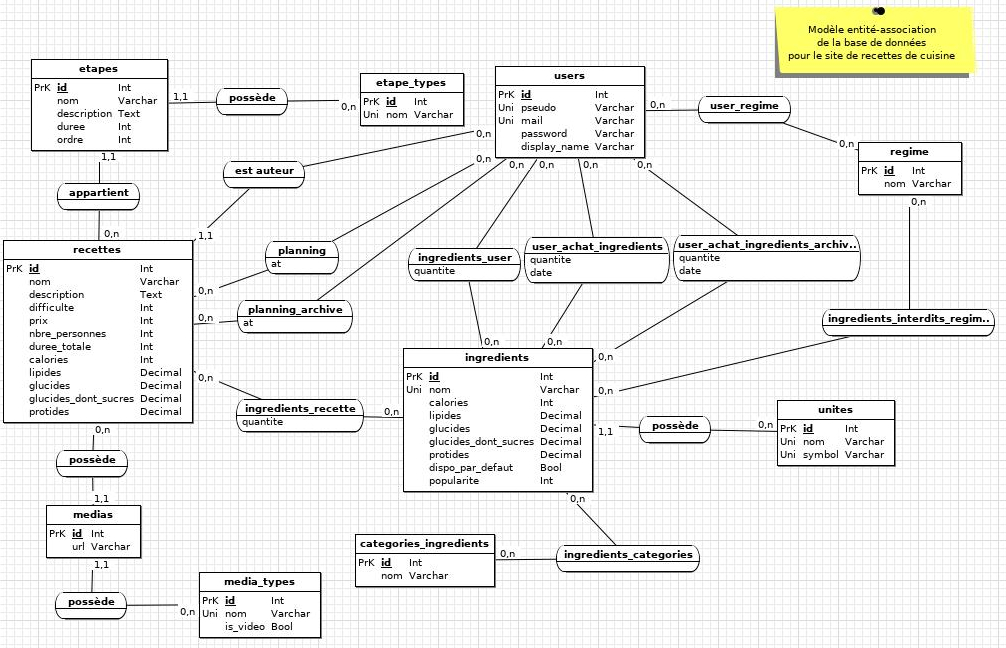 Modèle entité-association
de la base de données
pour le site de recettes de cuisine
etapes
PrK id Int
nom Varchar
description Text
duree Int
ordre Int
1,1
possède
0,n
etape_types
PrK id Int
Uni nom Varchar
users
PrK id Int
Uni pseudo Varchar
Uni mail Varchar
password Varchar
display_name Varchar
0,n
user_regime
0,n
regime
PrK id Int
nom Varchar
0,n
1,1
appartient
0,n
0,n
est auteur
1,1
0,n
planning
at
0,n
0,n
planning_archive
at
0,n
0,n
ingredients_user
quantite
0,n
0,n
user_achat_ingredients
quantite
date
0,n
0,n
user_achat_ingredients_archiv..
quantite
date
0,n
ingredients_interdits_regim..
0,n
recettes
PrK id Int
nom Varchar
description Text
difficulte Int
prix Int
nbre_personnes Int
duree_totale Int
calories Int
lipides Decimal
glucides Decimal
glucides_dont_sucres Decimal
protides Decimal
0,n
ingredients_recette
quantite
0,n
ingredients
PrK id Int
Uni nom Varchar
calories Int
lipides Decimal
glucides Decimal
glucides_dont_sucres Decimal
protides Decimal
dispo_par_defaut Bool
popularite Int
1,1
possède
0,n
unites
PrK id Int
Uni nom Varchar
Uni symbol Varchar
0,n
possède
1,1
medias
PrK id Int
url Varchar
1,1
possède
0,n
media_types
PrK id Int
Uni nom Varchar
is_video Bool
0,n
ingredients_categories
0,n
categories_ingredients
PrK id Int
nom Varchar